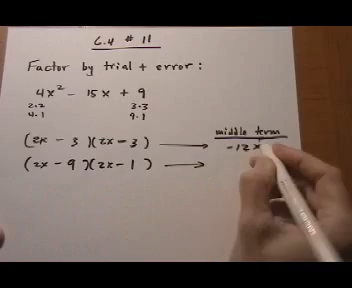 6.4 # 11
Factor by trial + error:
4x² - 15x + 9
2·2 3·3
4·1 9·1
middle term
(2x - 3)(2x - 3) → -12x
(2x - 9)(2x - 1) →